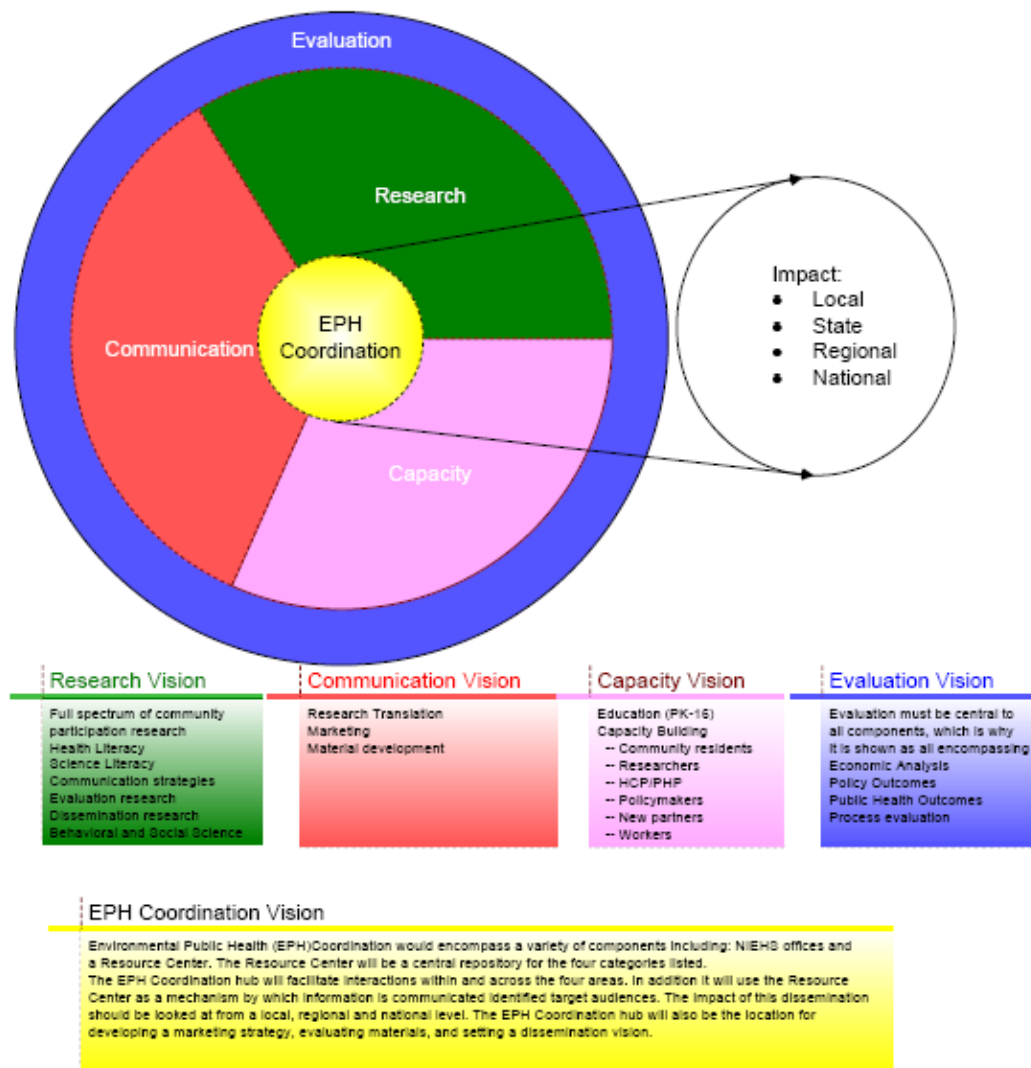 Evaluation
Research
Communication
EPH
Coordination
Capacity
Impact:
● Local
● State
● Regional
● National
Research Vision
Full spectrum of community
participation research
Health Literacy
Science Literacy
Communication strategies
Evaluation research
Dissemination research
Behavioral and Social Science
Communication Vision
Research Translation
Marketing
Material development
Capacity Vision
Education (PK-16)
Capacity Building
-- Community residents
-- Researchers
-- HCP/PHP
-- Policymakers
-- New partners
-- Workers
Evaluation Vision
Evaluation must be central to
all components, which is why
it is shown as all encompassing
Economic Analysis
Policy Outcomes
Public Health Outcomes
Process evaluation
EPH Coordination Vision
Environmental Public Health (EPH)Coordination would encompass a variety of components including: NIEHS offices and
a Resource Center. The Resource Center will be a central repository for the four categories listed.
The EPH Coordination hub will facilitate interactions within and across the four areas. In addition it will use the Resource
Center as a mechanism by which information is communicated identified target audiences. The impact of this dissemination
should be looked at from a local, regional and national level. The EPH Coordination hub will also be the location for
developing a marketing strategy, evaluating materials, and setting a dissemination vision.